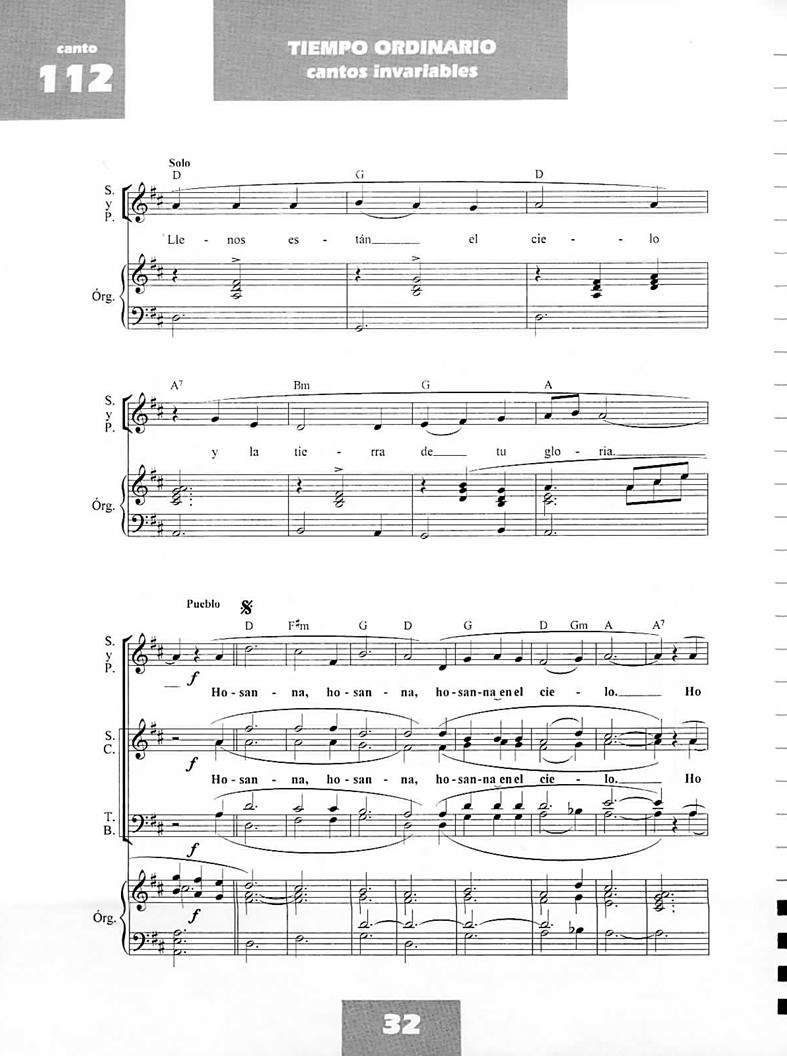 canto
112
TIEMPO ORDINARIO
cantos invariables
Solo
D G D
S.
y
P.
Lle - nos es - tán el cie - lo
Órg.
A7 Bm G A
S.
y
P.
y la tie - rra de tu glo - ria.
Órg.
Pueblo
D F#m G D G D Gm A A7
S.
y
P.
f
Ho - san - na, ho - san - na, ho - san - na en el cie - lo. Ho
S.
C.
f
Ho - san - na, ho - san - na, ho - san - na en el cie - lo. Ho
T.
B.
f
Órg.
f
32